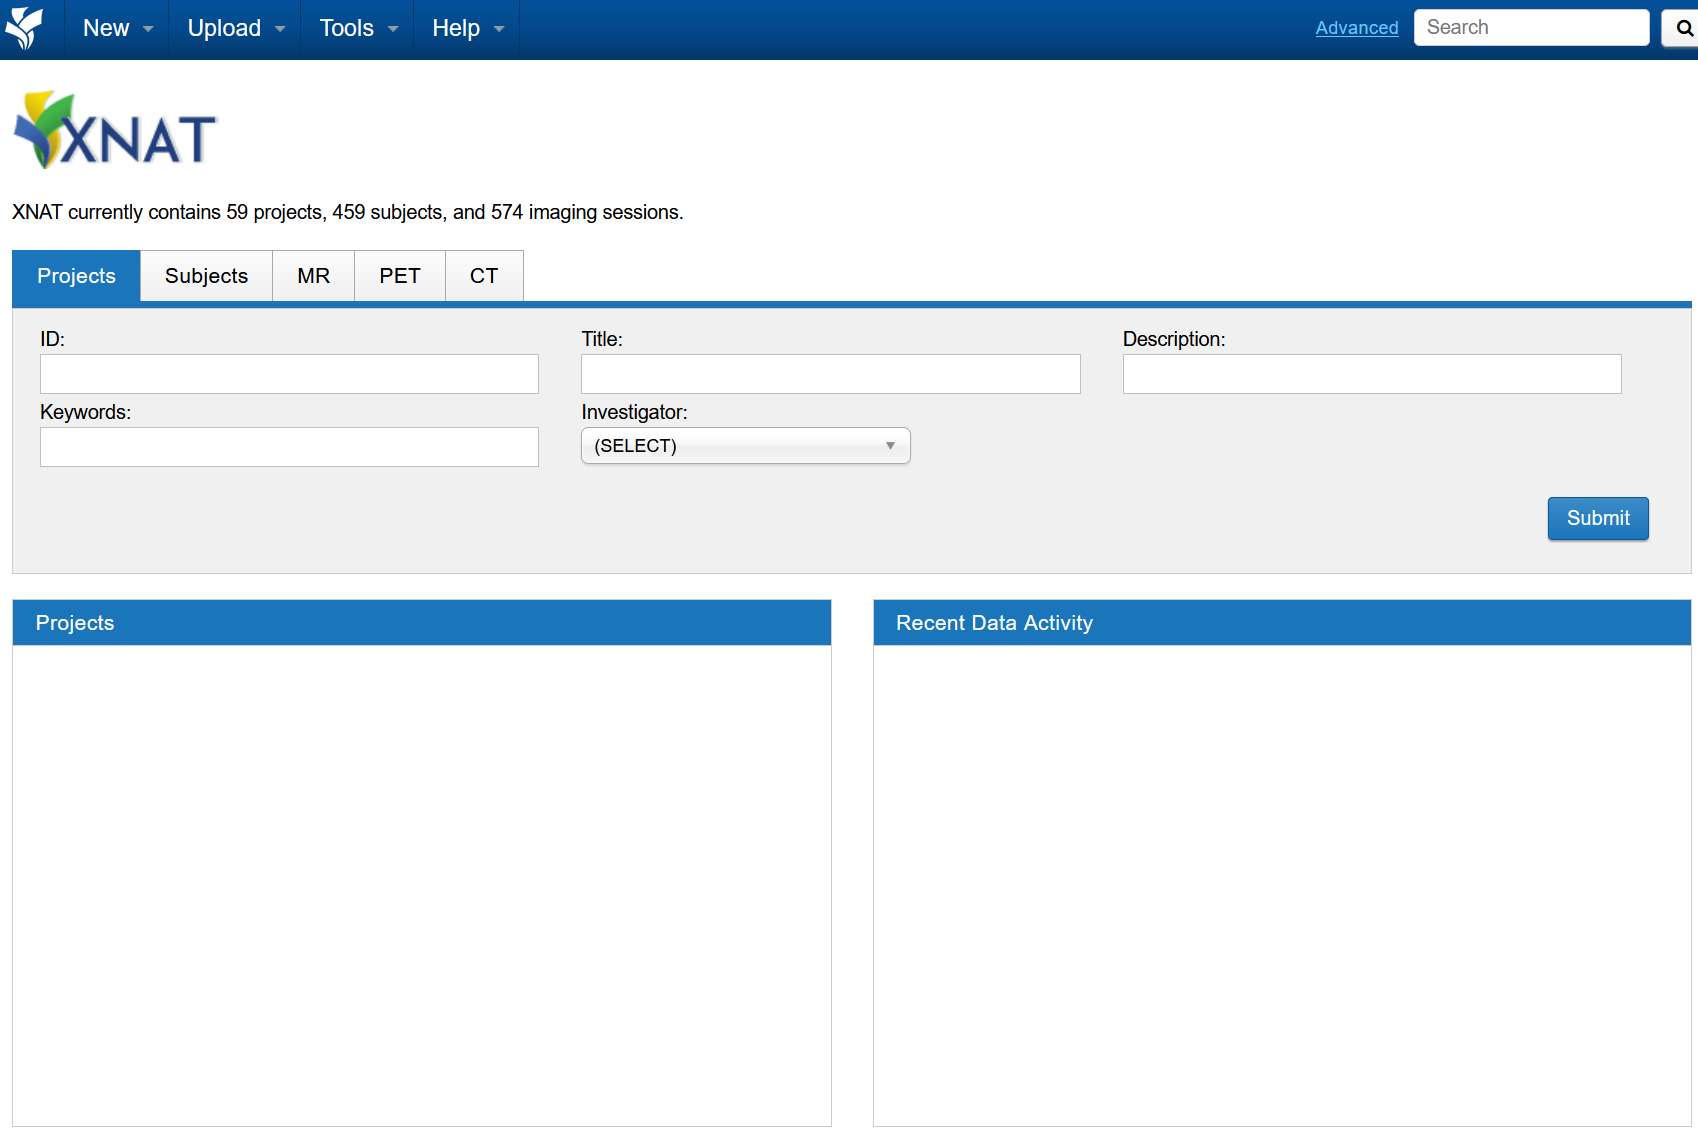 New Upload Tools Help Advanced Search
XNAT
XNAT currently contains 59 projects, 459 subjects, and 574 imaging sessions.
Projects Subjects MR PET CT
ID: Title: Description:
Keywords: Investigator:
(SELECT)
Submit
Projects Recent Data Activity